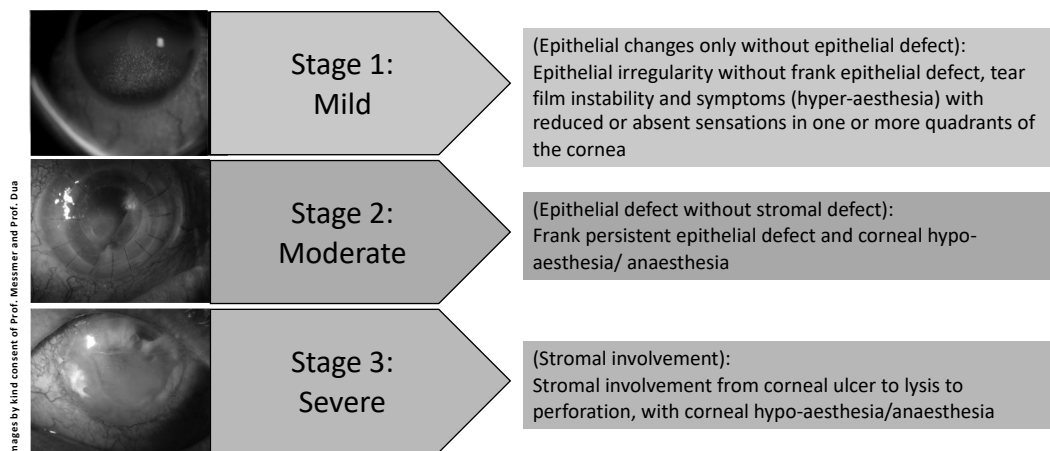 Stage 1:
Mild
(Epithelial changes only without epithelial defect):
Epithelial irregularity without frank epithelial defect, tear
film instability and symptoms (hyper-aesthesia) with
reduced or absent sensations in one or more quadrants of
the cornea
Stage 2:
Moderate
(Epithelial defect without stromal defect):
Frank persistent epithelial defect and corneal hypo-
aesthesia/ anaesthesia
Stage 3:
Severe
(Stromal involvement):
Stromal involvement from corneal ulcer to lysis to
perforation, with corneal hypo-aesthesia/anaesthesia
mages by kind consent of Prof. Messmer and Prof. Dua